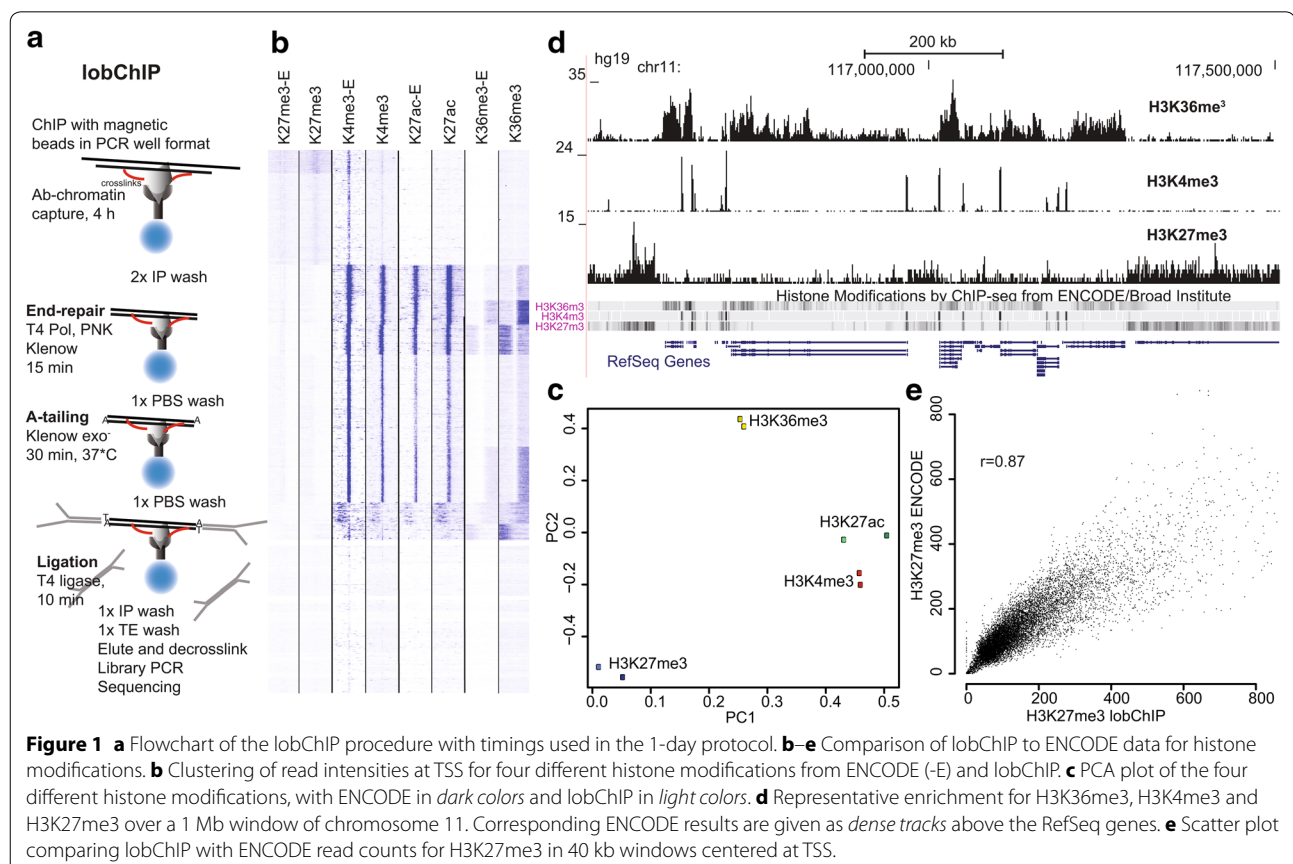 a
lobChIP
ChIP with magnetic
beads in PCR well format
crosslinks
Ab-chromatin
capture, 4 h
2x IP wash
End-repair
T4 Pol, PNK
Klenow
15 min
1x PBS wash
A-tailing
A
A
Klenow exo-
30 min, 37*C
1x PBS wash
T
A
A
T
Ligation
T4 ligase,
10 min
1x IP wash
1x TE wash
Elute and decrosslink
Library PCR
Sequencing
b
K27me3-E
K27me3
K4me3-E
K4me3
K27ac-E
K27ac
K36me3-E
K36me3
d
200 kb
hg19
chr11:
117,000,000
117,500,000
35
H3K36me³
24
H3K4me3
15
H3K27me3
Histone Modifications by ChIP-seq from ENCODE/Broad Institute
H3K36m3
H3K4m3
H3K27m3
RefSeq Genes
c
PC2
0.4
0.2
0.0
−0.2
−0.4
H3K36me3
H3K27ac
H3K4me3
H3K27me3
0.0 0.1 0.2 0.3 0.4 0.5
PC1
e
H3K27me3 ENCODE
800
600
400
200
0
r=0.87
0 200 400 600 800
H3K27me3 lobChIP
Figure 1 a Flowchart of the lobChIP procedure with timings used in the 1-day protocol. b–e Comparison of lobChIP to ENCODE data for histone
modifications. b Clustering of read intensities at TSS for four different histone modifications from ENCODE (-E) and lobChIP. c PCA plot of the four
different histone modifications, with ENCODE in dark colors and lobChIP in light colors. d Representative enrichment for H3K36me3, H3K4me3 and
H3K27me3 over a 1 Mb window of chromosome 11. Corresponding ENCODE results are given as dense tracks above the RefSeq genes. e Scatter plot
comparing lobChIP with ENCODE read counts for H3K27me3 in 40 kb windows centered at TSS.